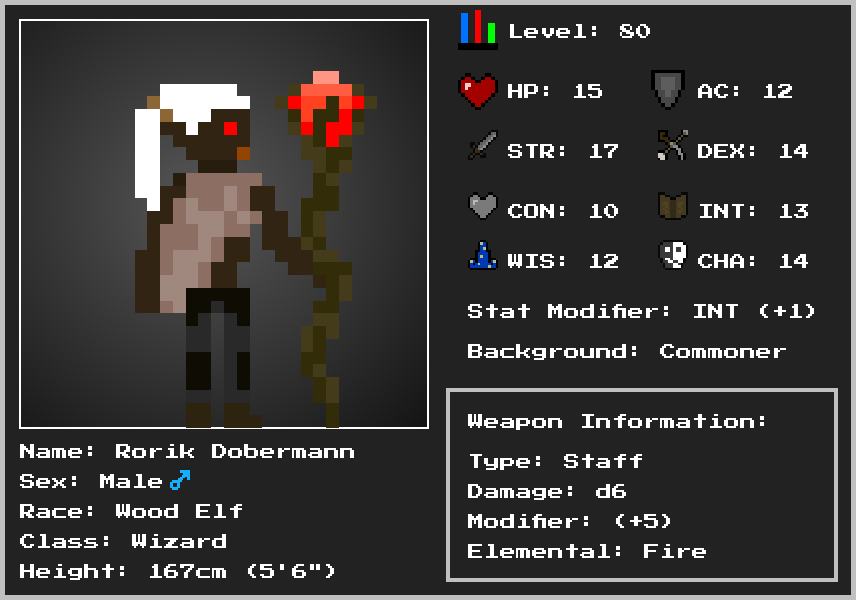 Level: 80
HP: 15
AC: 12
STR: 17
DEX: 14
CON: 10
INT: 13
WIS: 12
CHA: 14
Stat Modifier: INT (+1)
Background: Commoner
Weapon Information:
Type: Staff
Damage: d6
Modifier: (+5)
Elemental: Fire
Name: Rorik Dobermann
Sex: Male♂
Race: Wood Elf
Class: Wizard
Height: 167cm (5'6")